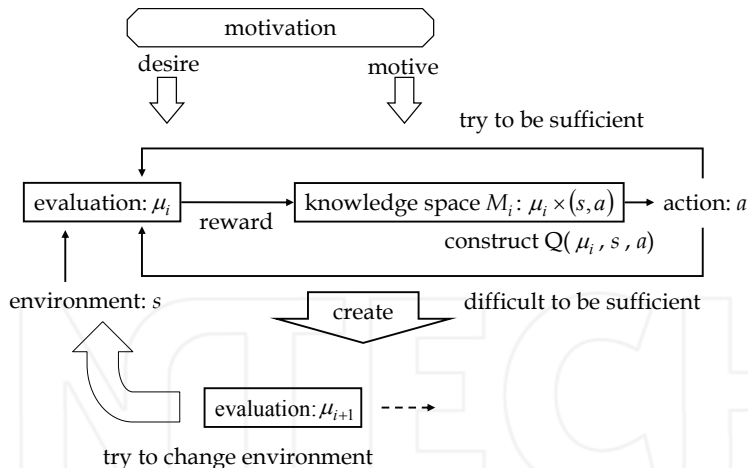 motivation
desire
motive
try to be sufficient
evaluation: μᵢ
reward
knowledge space Mᵢ: μᵢ × (s, a)
action: a
construct Q( μᵢ , s , a)
environment: s
difficult to be sufficient
create
evaluation: μᵢ₊₁
try to change environment
NTECH